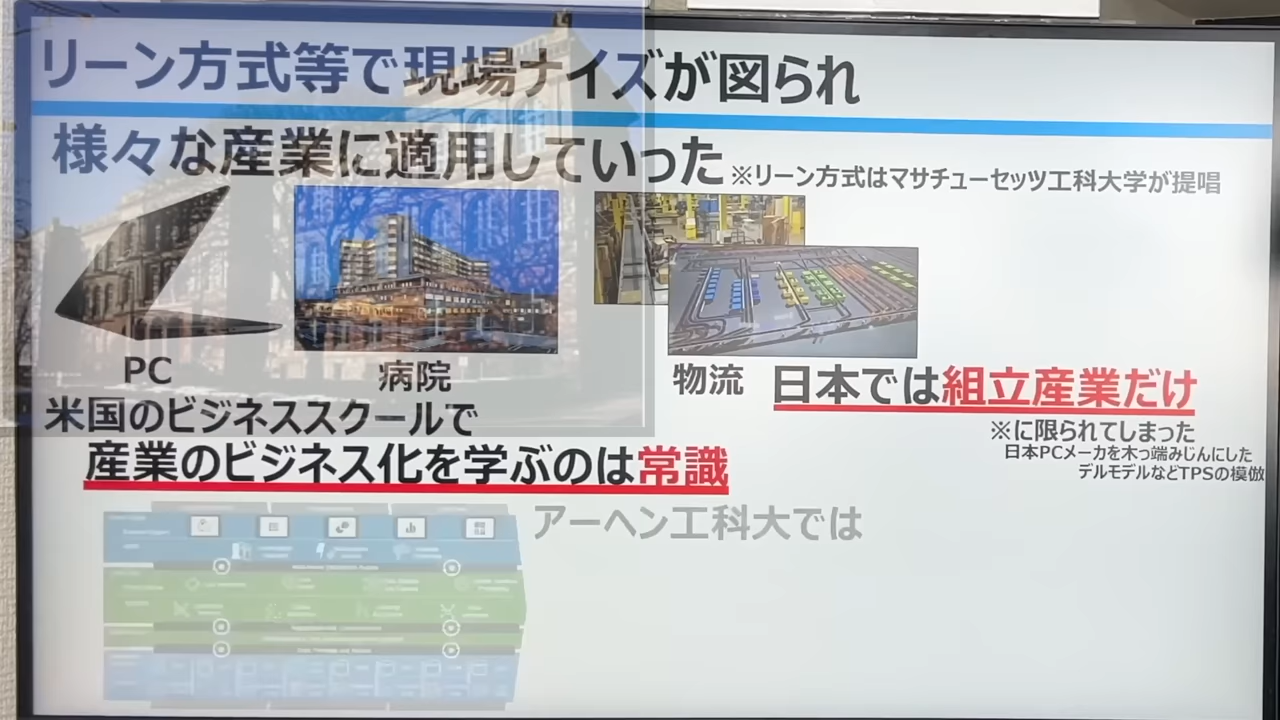 リーン方式等で現場ナイズが図られ
様々な産業に適用していった
※リーン方式はマサチューセッツ工科大学が提唱
PC
病院
物流
日本では組立産業だけ
※に限られてしまった
日本PCメーカを木っ端みじんにした
デルモデルなどTPSの模倣
米国のビジネススクールで
産業のビジネス化を学ぶのは常識
アーヘン工科大では